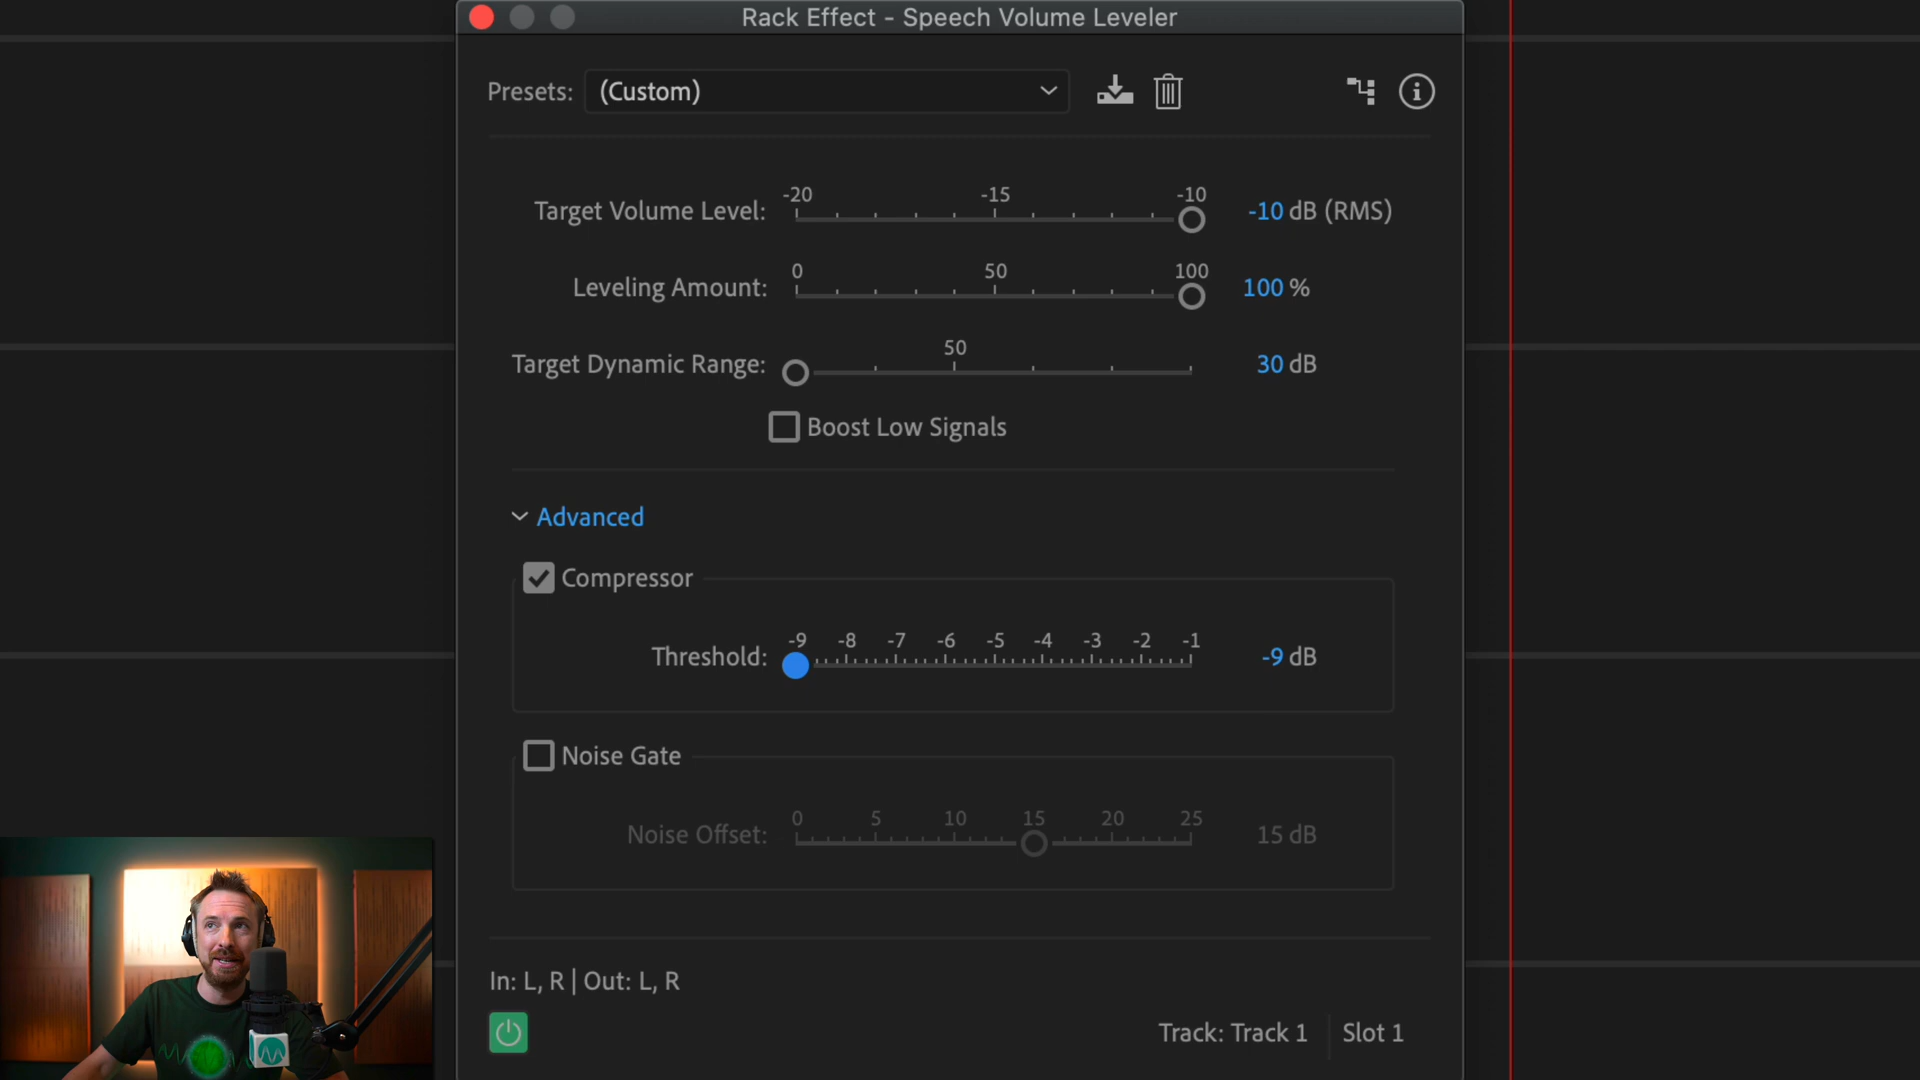 Rack Effect - Speech Volume Leveler
Presets: (Custom)
-20 -15 -10
Target Volume Level: -10 dB (RMS)
0 50 100
Leveling Amount: 100 %
50
Target Dynamic Range: 30 dB
Boost Low Signals
Advanced
Compressor
-9 -8 -7 -6 -5 -4 -3 -2 -1
Threshold: -9 dB
Noise Gate
0 5 10 15 20 25
Noise Offset: 15 dB
In: L, R | Out: L, R
Track: Track 1 Slot 1